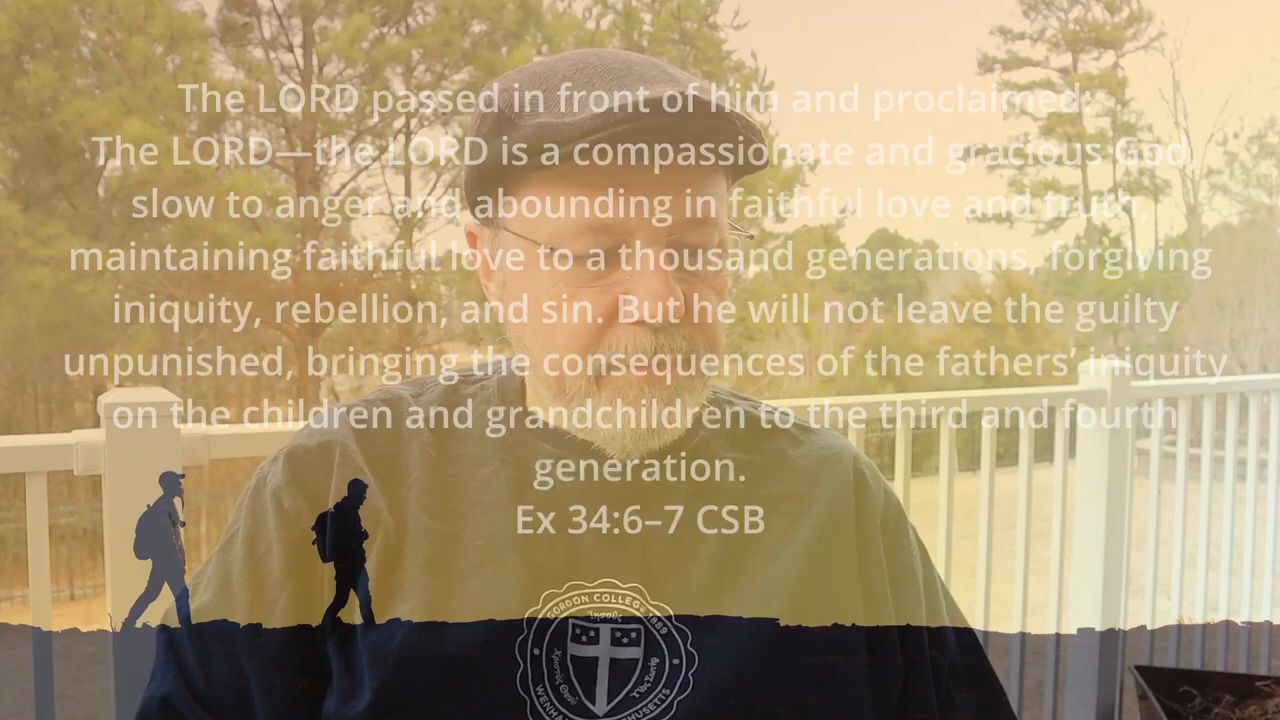 The LORD passed in front of him and proclaimed:
The LORD—the LORD is a compassionate and gracious God,
slow to anger and abounding in faithful love and truth,
maintaining faithful love to a thousand generations, forgiving
iniquity, rebellion, and sin. But he will not leave the guilty
unpunished, bringing the consequences of the fathers’ iniquity
on the children and grandchildren to the third and fourth
generation.
Ex 34:6–7 CSB
GORDON COLLEGE 1889
Ἰησοῦς